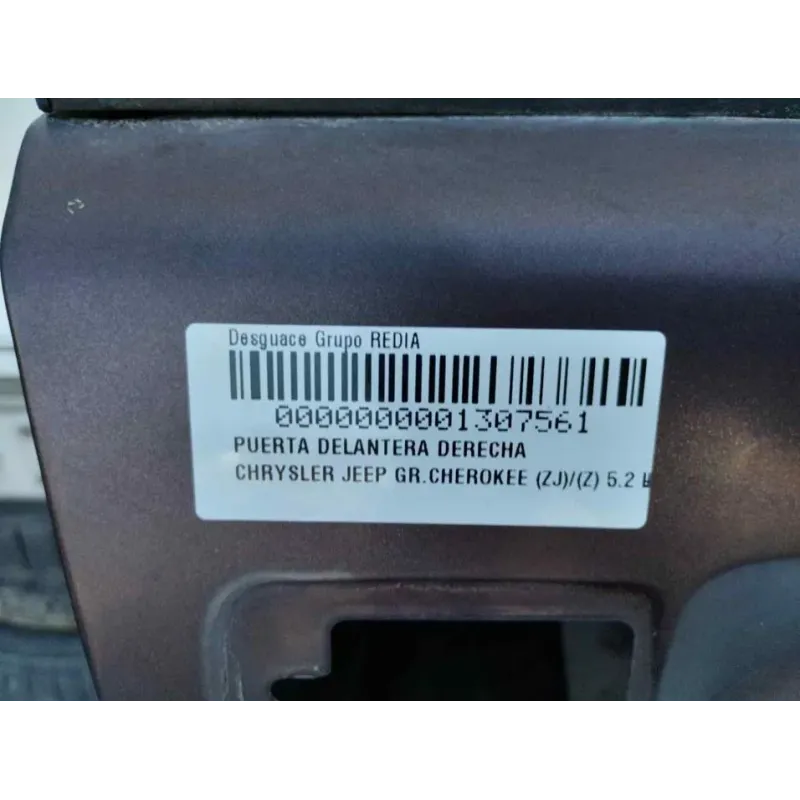 Desguace Grupo REDIA
0000000001307561
PUERTA DELANTERA DERECHA
CHRYSLER JEEP GR.CHEROKEE (ZJ)/(Z) 5.2